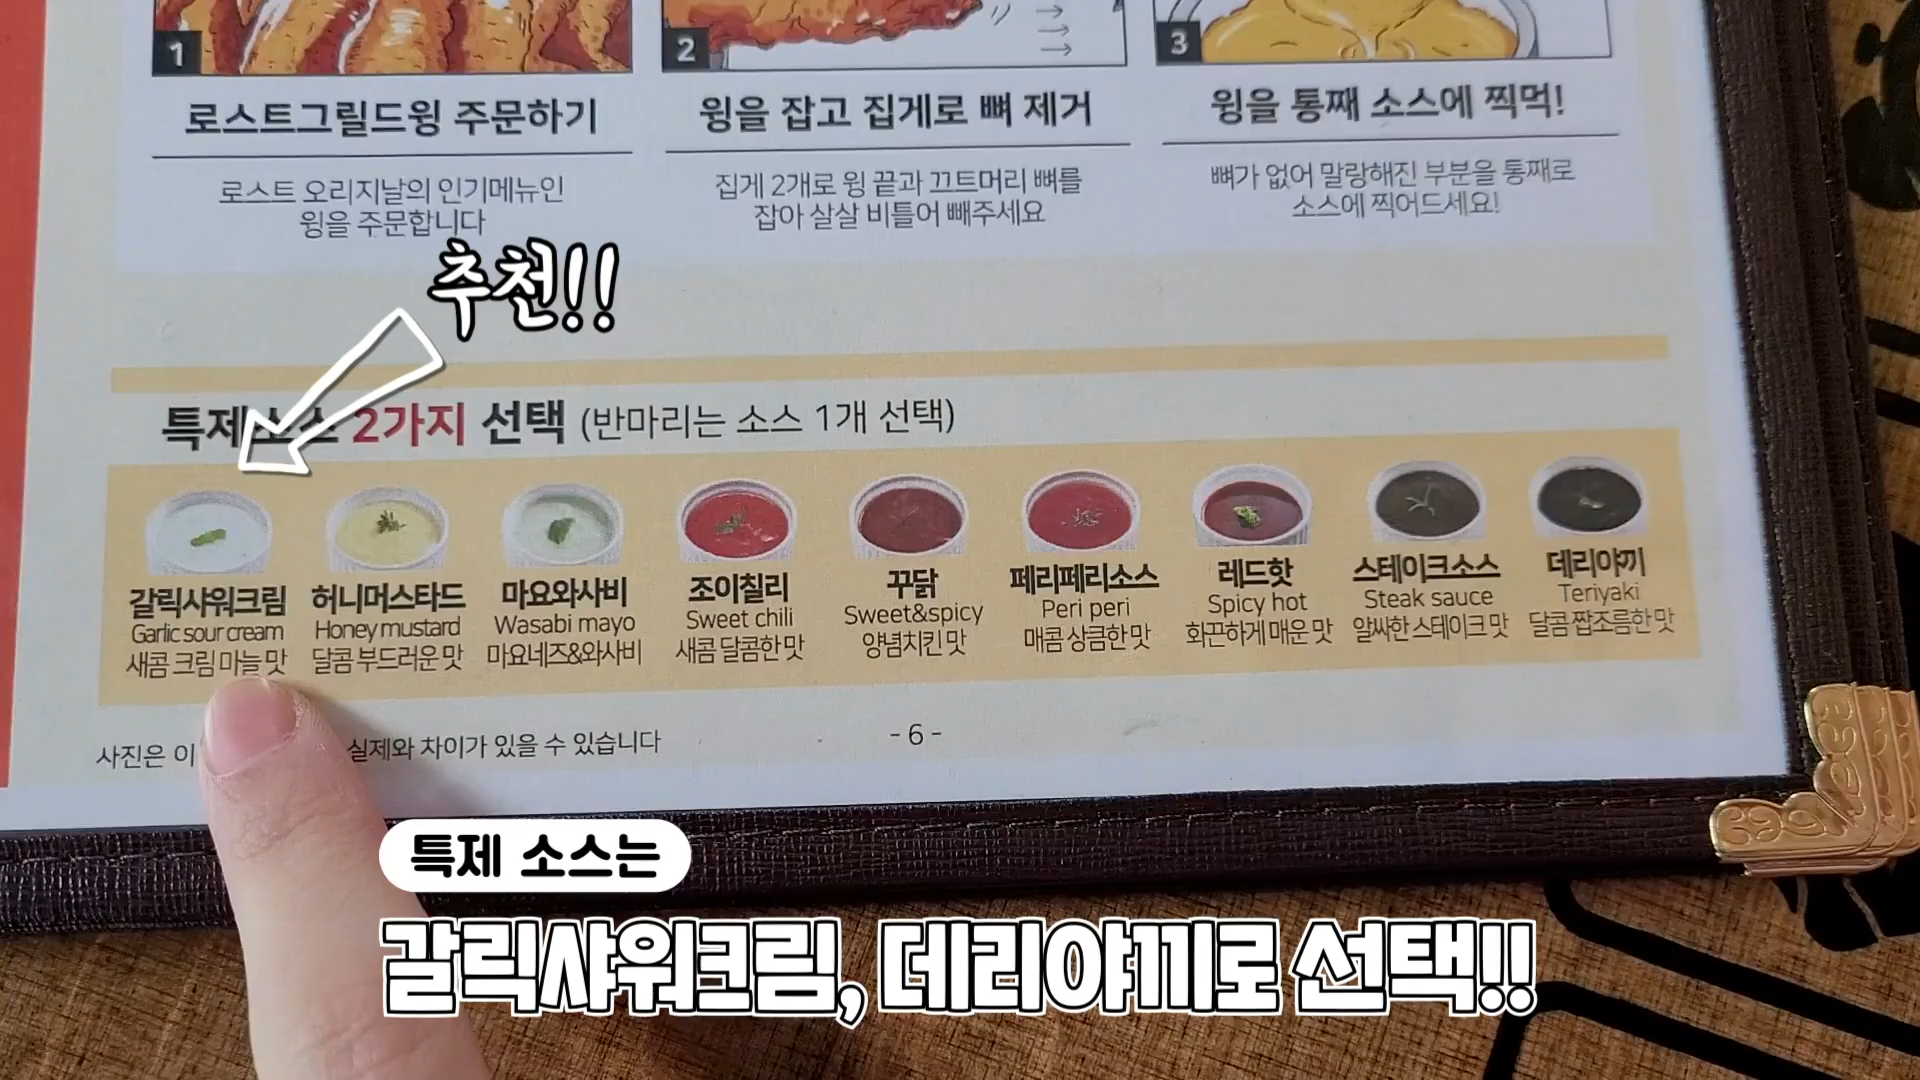 1
2
3
로스트그릴드윙 주문하기
윙을 잡고 집게로 뼈 제거
윙을 통째 소스에 찍먹!
로스트 오리지날의 인기메뉴인
윙을 주문합니다
집게 2개로 윙 끝과 끄트머리 뼈를
잡아 살살 비틀어 빼주세요
뼈가 없어 말랑해진 부분을 통째로
소스에 찍어드세요!
추천!!
특제소스 2가지 선택 (반마리는 소스 1개 선택)
갈릭샤워크림
Garlic sour cream
새콤 크림 마늘 맛
허니머스타드
Honey mustard
달콤 부드러운 맛
마요와사비
Wasabi mayo
마요네즈&와사비
조이칠리
Sweet chili
새콤 달콤한 맛
꾸닭
Sweet&spicy
양념치킨 맛
페리페리소스
Peri peri
매콤 상큼한 맛
레드핫
Spicy hot
화끈하게 매운 맛
스테이크소스
Steak sauce
알싸한 스테이크 맛
데리야끼
Teriyaki
달콤 짭조름한 맛
사진은 이 실제와 차이가 있을 수 있습니다
- 6 -
특제 소스는
갈릭샤워크림, 데리야끼로 선택!!